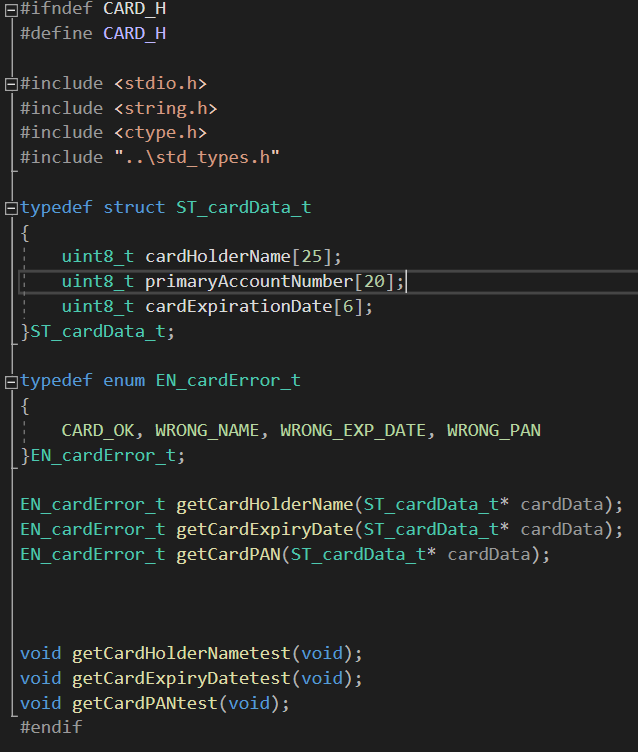 #ifndef CARD_H
#define CARD_H
#include <stdio.h>
#include <string.h>
#include <ctype.h>
#include "..\std_types.h"
typedef struct ST_cardData_t
{
    uint8_t cardHolderName[25];
    uint8_t primaryAccountNumber[20];
    uint8_t cardExpirationDate[6];
}ST_cardData_t;
typedef enum EN_cardError_t
{
    CARD_OK, WRONG_NAME, WRONG_EXP_DATE, WRONG_PAN
}EN_cardError_t;
EN_cardError_t getCardHolderName(ST_cardData_t* cardData);
EN_cardError_t getCardExpiryDate(ST_cardData_t* cardData);
EN_cardError_t getCardPAN(ST_cardData_t* cardData);
void getCardHolderNametest(void);
void getCardExpiryDatetest(void);
void getCardPANtest(void);
#endif